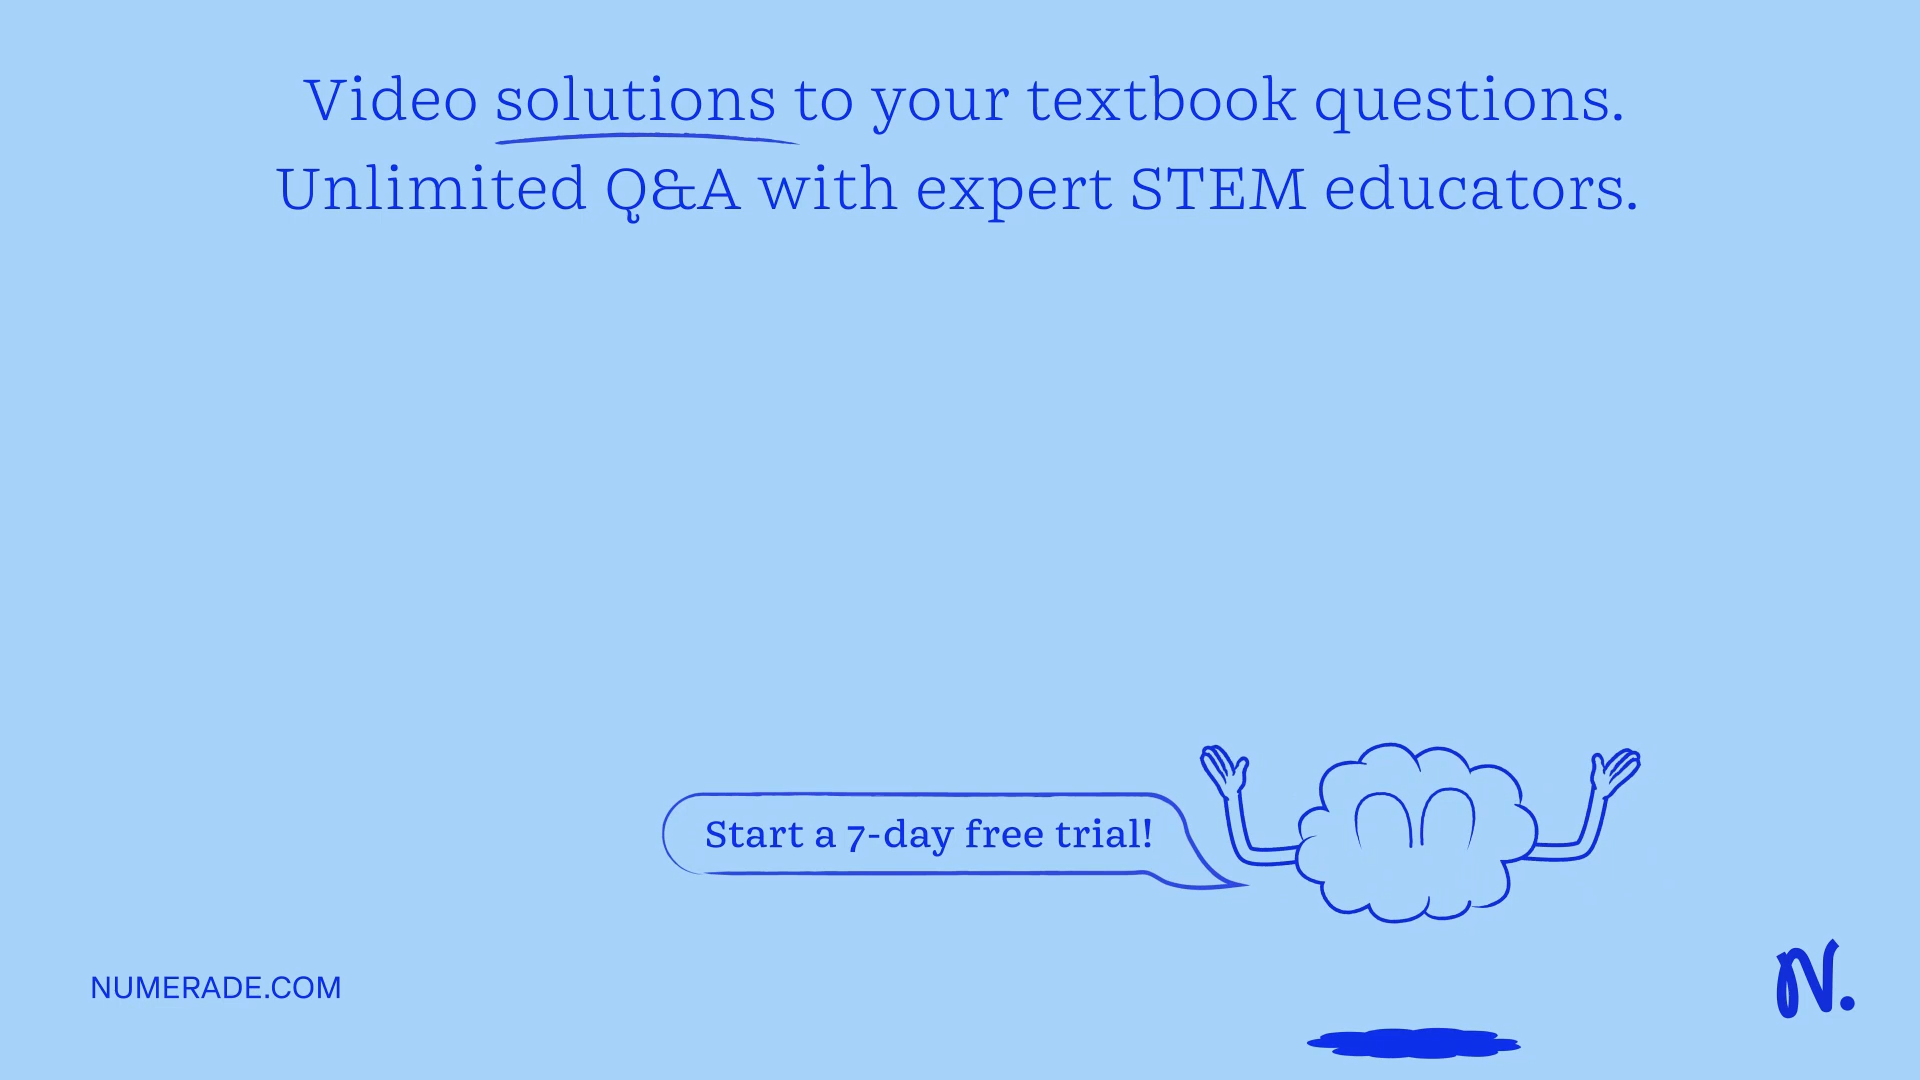 Video solutions to your textbook questions.
Unlimited Q&A with expert STEM educators.
Start a 7-day free trial!
NUMERADE.COM
N.